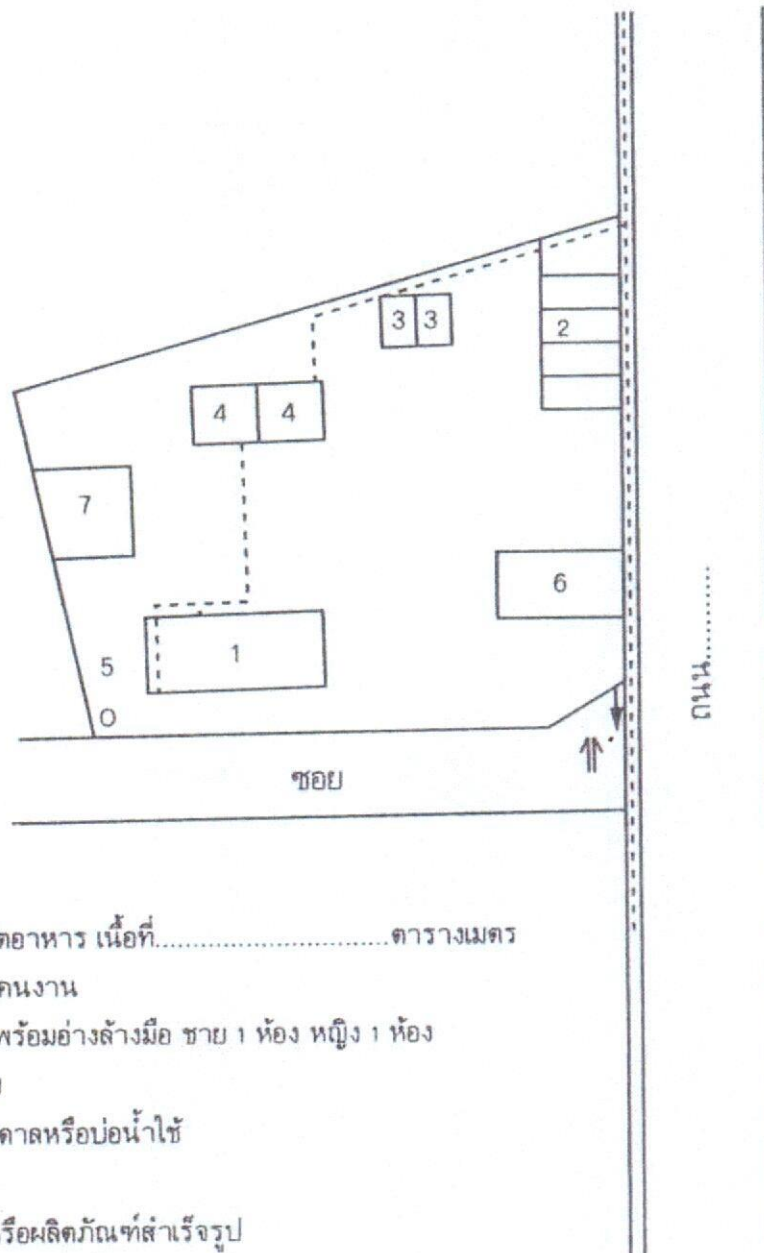 3 3
2
4 4
7
6
1
5
ถนน............
ซอย
ตอาหาร เนื้อที่................................ตารางเมตร
คนงาน
พร้อมอ่างล้างมือ ชาย 1 ห้อง หญิง 1 ห้อง
ดาลหรือบ่อน้ำใช้
รือผลิตภัณฑ์สำเร็จรูป